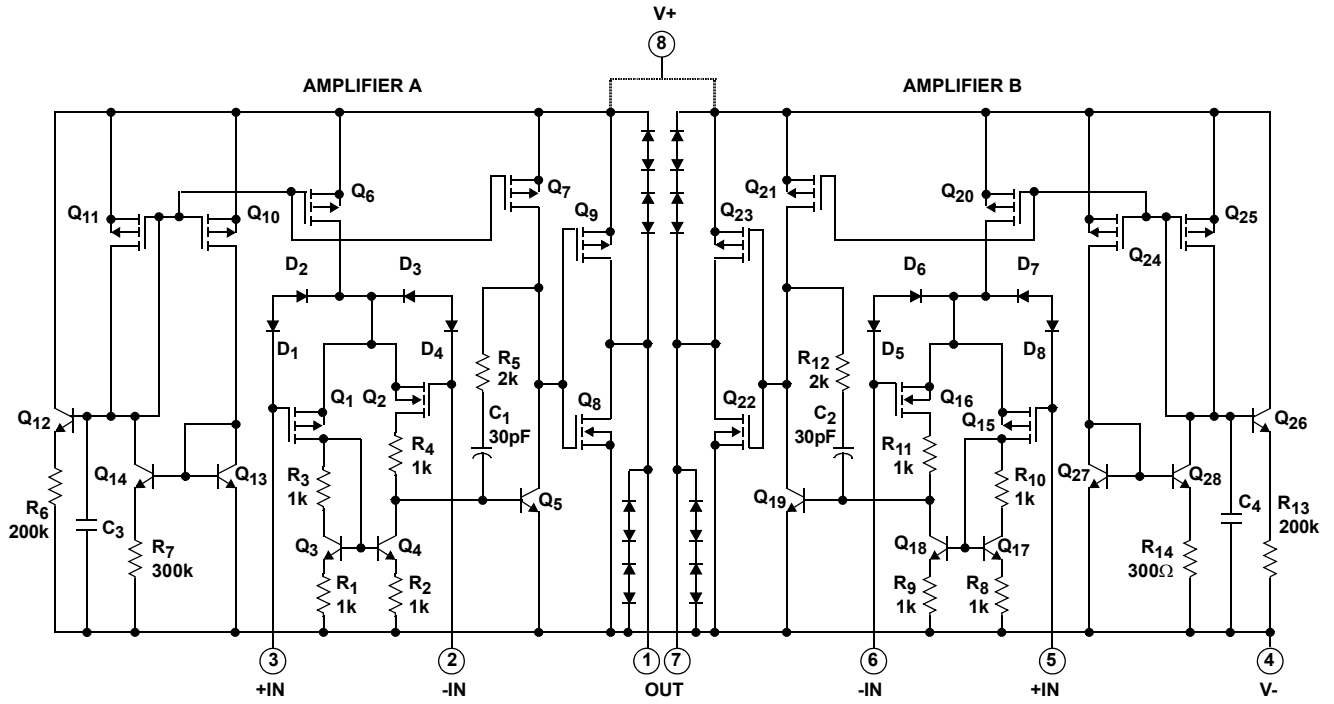 V+
8
AMPLIFIER A
AMPLIFIER B
Q6
Q7
Q21
Q20
Q11
Q10
Q9
Q23
Q24
Q25
D2
D3
D6
D7
D1
D4
D5
D8
R5
2k
R12
2k
Q1
Q2
C1
30pF
Q8
Q22
C2
30pF
Q16
Q15
Q12
Q26
R4
1k
R11
1k
Q14
Q13
R3
1k
Q5
Q19
R10
1k
Q27
Q28
R6
200k
C3
R7
300k
Q3
Q4
Q18
Q17
R14
300Ω
C4
R13
200k
R1
1k
R2
1k
R9
1k
R8
1k
3
2
1
7
6
5
4
+IN
-IN
OUT
-IN
+IN
V-